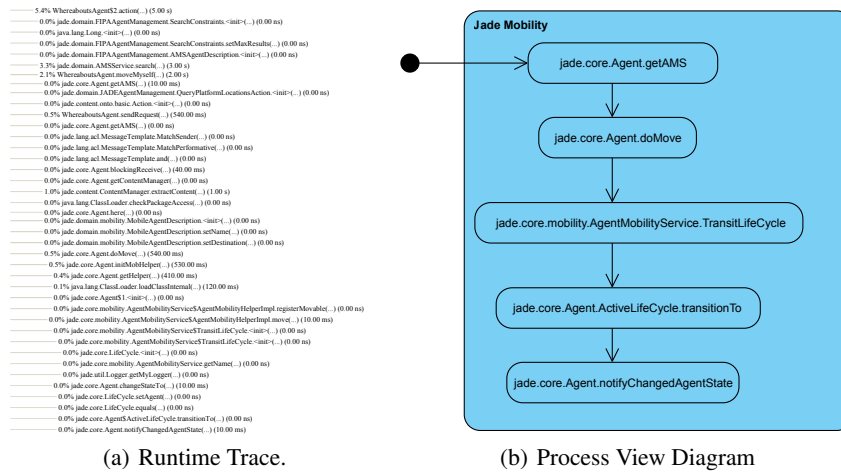 5.4% WhereaboutsAgent$2.action(...) (5.00 s)
0.0% jade.domain.FIPAAgentManagement.SearchConstraints.<init>(...) (0.00 ns)
0.0% java.lang.Long.<init>(...) (0.00 ns)
0.0% jade.domain.FIPAAgentManagement.SearchConstraints.setMaxResults(...) (0.00 ns)
0.0% jade.domain.FIPAAgentManagement.AMSAgentDescription.<init>(...) (0.00 ns)
3.3% jade.domain.AMSService.search(...) (3.00 s)
2.1% WhereaboutsAgent.moveMyself(...) (2.00 s)
0.0% jade.core.Agent.getAMS(...) (10.00 ms)
0.0% jade.domain.JADEAgentManagement.QueryPlatformLocationsAction.<init>(...) (0.00 ns)
0.0% jade.content.onto.basic.Action.<init>(...) (0.00 ns)
0.5% WhereaboutsAgent.sendRequest(...) (540.00 ms)
0.0% jade.core.Agent.getAMS(...) (0.00 ns)
0.0% jade.lang.acl.MessageTemplate.MatchSender(...) (0.00 ns)
0.0% jade.lang.acl.MessageTemplate.MatchPerformative(...) (0.00 ns)
0.0% jade.lang.acl.MessageTemplate.and(...) (0.00 ns)
0.0% jade.core.Agent.blockingReceive(...) (40.00 ms)
0.0% jade.core.Agent.getContentManager(...) (0.00 ns)
1.0% jade.content.ContentManager.extractContent(...) (1.00 s)
0.0% java.lang.ClassLoader.checkPackageAccess(...) (0.00 ns)
0.0% jade.core.Agent.here(...) (0.00 ns)
0.0% jade.domain.mobility.MobileAgentDescription.<init>(...) (0.00 ns)
0.0% jade.domain.mobility.MobileAgentDescription.setName(...) (0.00 ns)
0.0% jade.domain.mobility.MobileAgentDescription.setDestination(...) (0.00 ns)
0.5% jade.core.Agent.doMove(...) (540.00 ms)
0.5% jade.core.Agent.initMobHelper(...) (530.00 ms)
0.4% jade.core.Agent.getHelper(...) (410.00 ms)
0.1% java.lang.ClassLoader.loadClassInternal(...) (120.00 ms)
0.0% jade.core.Agent$1.<init>(...) (0.00 ns)
0.0% jade.core.mobility.AgentMobilityService$AgentMobilityHelperImpl.registerMovable(...) (0.00 ns)
0.0% jade.core.mobility.AgentMobilityService$AgentMobilityHelperImpl.move(...) (10.00 ms)
0.0% jade.core.mobility.AgentMobilityService$TransitLifeCycle.<init>(...) (0.00 ns)
0.0% jade.core.mobility.AgentMobilityService$TransitLifeCycle.<init>(...) (0.00 ns)
0.0% jade.core.LifeCycle.<init>(...) (0.00 ns)
0.0% jade.core.mobility.AgentMobilityService.getName(...) (0.00 ns)
0.0% jade.util.Logger.getMyLogger(...) (0.00 ns)
0.0% jade.core.Agent.changeStateTo(...) (10.00 ms)
0.0% jade.core.LifeCycle.setAgent(...) (0.00 ns)
0.0% jade.core.LifeCycle.equals(...) (0.00 ns)
0.0% jade.core.Agent$ActiveLifeCycle.transitionTo(...) (0.00 ns)
0.0% jade.core.Agent.notifyChangedAgentState(...) (10.00 ms)
(a) Runtime Trace.
Jade Mobility
jade.core.Agent.getAMS
jade.core.Agent.doMove
jade.core.mobility.AgentMobilityService.TransitLifeCycle
jade.core.Agent.ActiveLifeCycle.transitionTo
jade.core.Agent.notifyChangedAgentState
(b) Process View Diagram